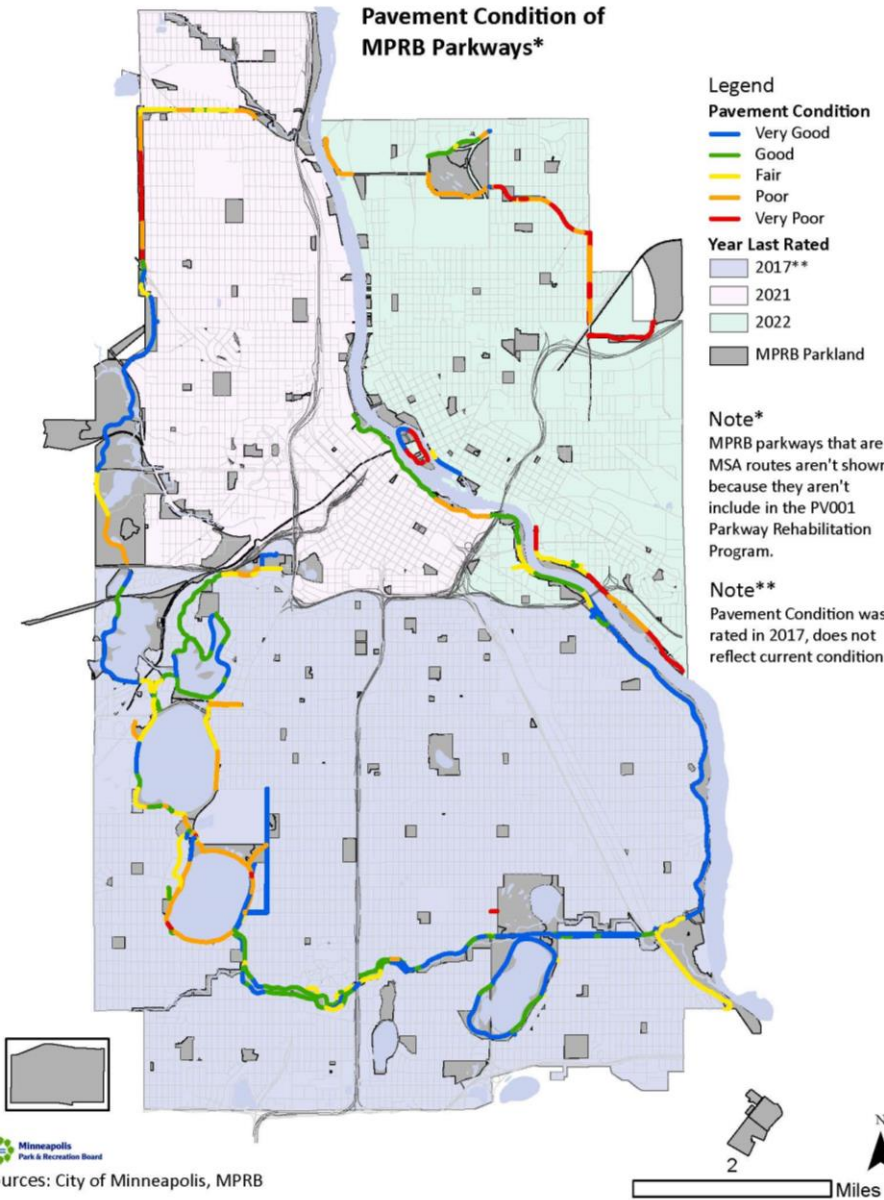 Pavement Condition of
MPRB Parkways*
Legend
Pavement Condition
Very Good
Good
Fair
Poor
Very Poor
Year Last Rated
2017**
2021
2022
MPRB Parkland
Note*
MPRB parkways that are
MSA routes aren't shown
because they aren't
include in the PV001
Parkway Rehabilitation
Program.
Note**
Pavement Condition was
rated in 2017, does not
reflect current condition
N
2
Miles
Minneapolis
Park & Recreation Board
urces: City of Minneapolis, MPRB